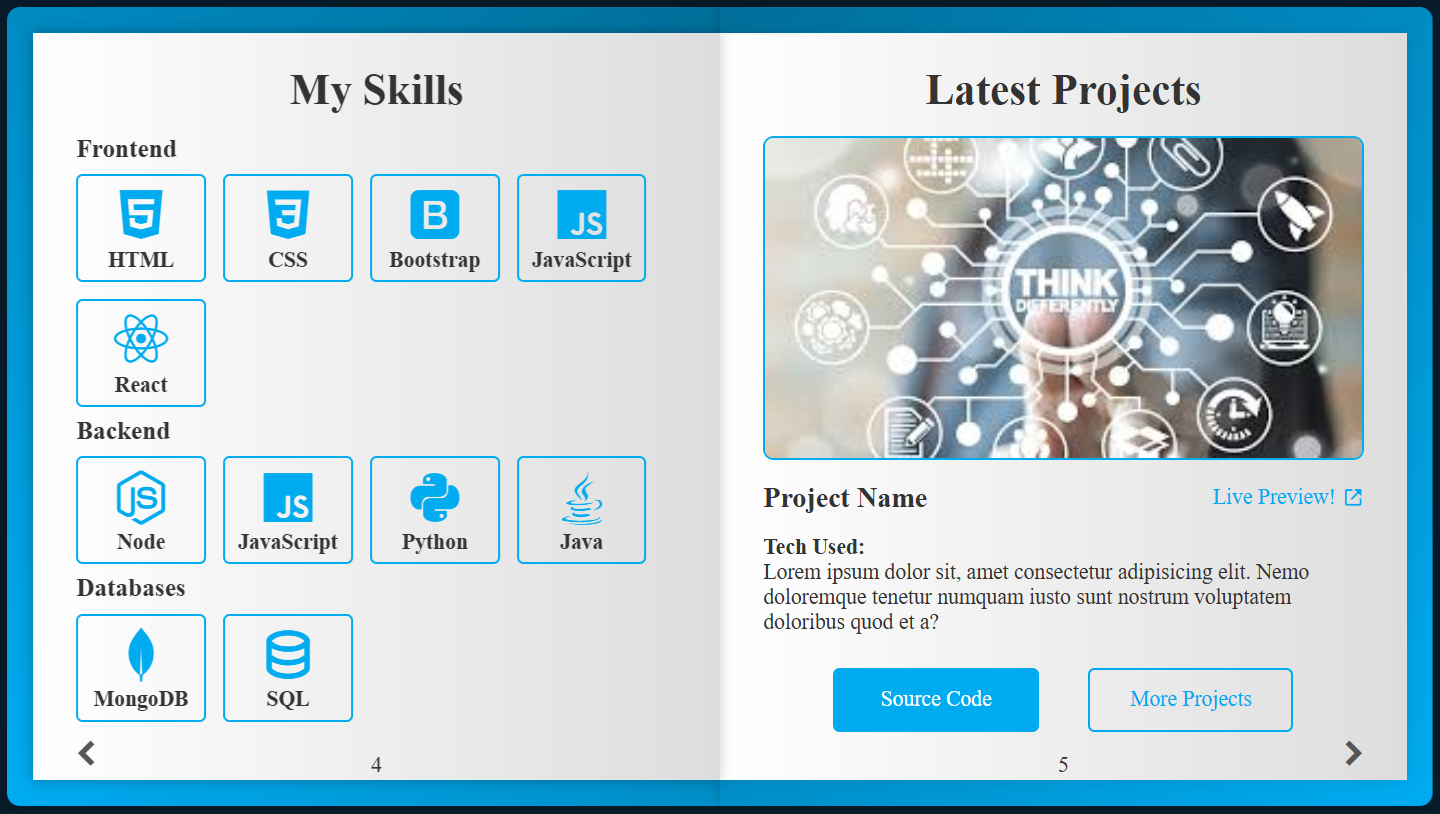 My Skills
Frontend
HTML
CSS
B
Bootstrap
JS
JavaScript
React
Backend
JS
Node
JS
JavaScript
Python
Java
Databases
MongoDB
SQL
4
Latest Projects
THINK
DIFFERENTLY
Project Name
Live Preview!
Tech Used:
Lorem ipsum dolor sit, amet consectetur adipisicing elit. Nemo
doloremque tenetur numquam iusto sunt nostrum voluptatem
doloribus quod et a?
Source Code
More Projects
5